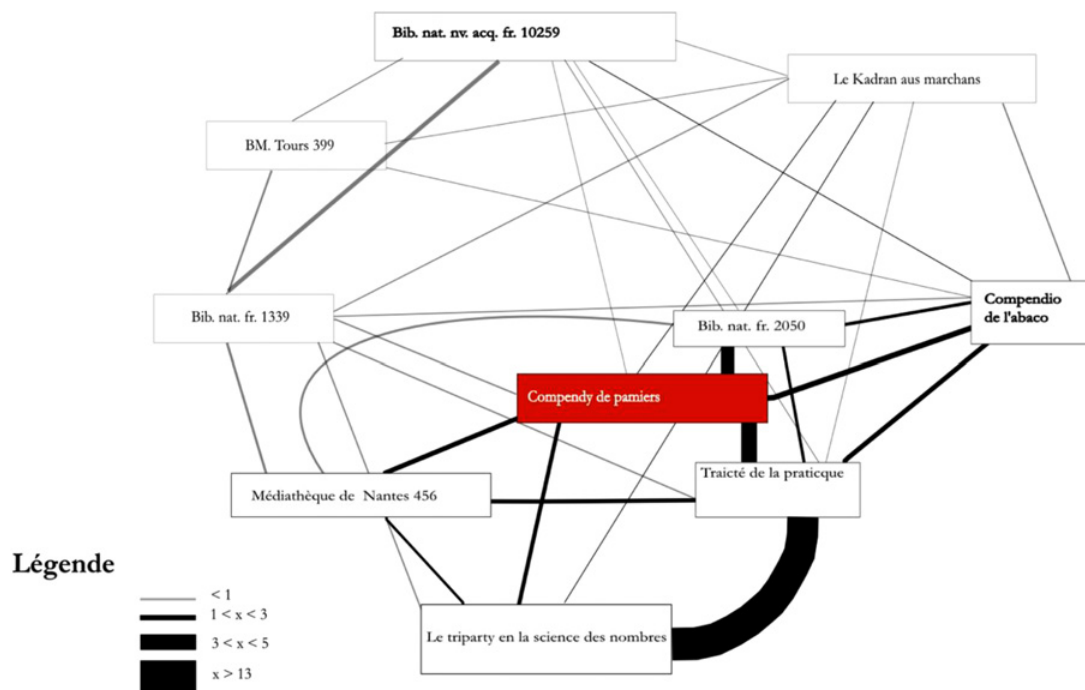 Bib. nat. nv. acq. fr. 10259
Le Kadran aus marchans
BM. Tours 399
Bib. nat. fr. 1339
Bib. nat. fr. 2050
Compendio
de l'abaco
Compendy de pamiers
Traicté de la praticque
Médiathèque de Nantes 456
Le triparty en la science des nombres
Légende
< 1
1 < x < 3
3 < x < 5
x > 13